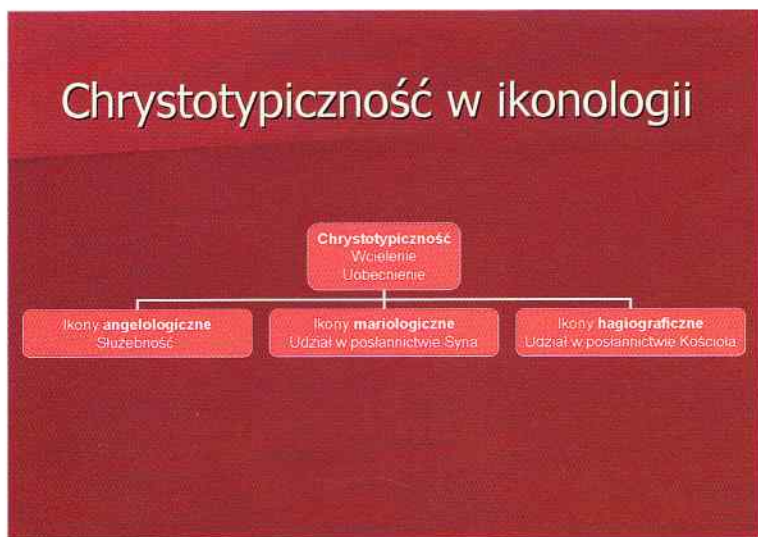 Chrystotypiczność w ikonologii
Chrystotypiczność
Wcielenie
Uobecnienie
Ikony angelologiczne
Służebność
Ikony mariologiczne
Udział w posłannictwie Syna
Ikony hagiograficzne
Udział w posłannictwie Kościoła